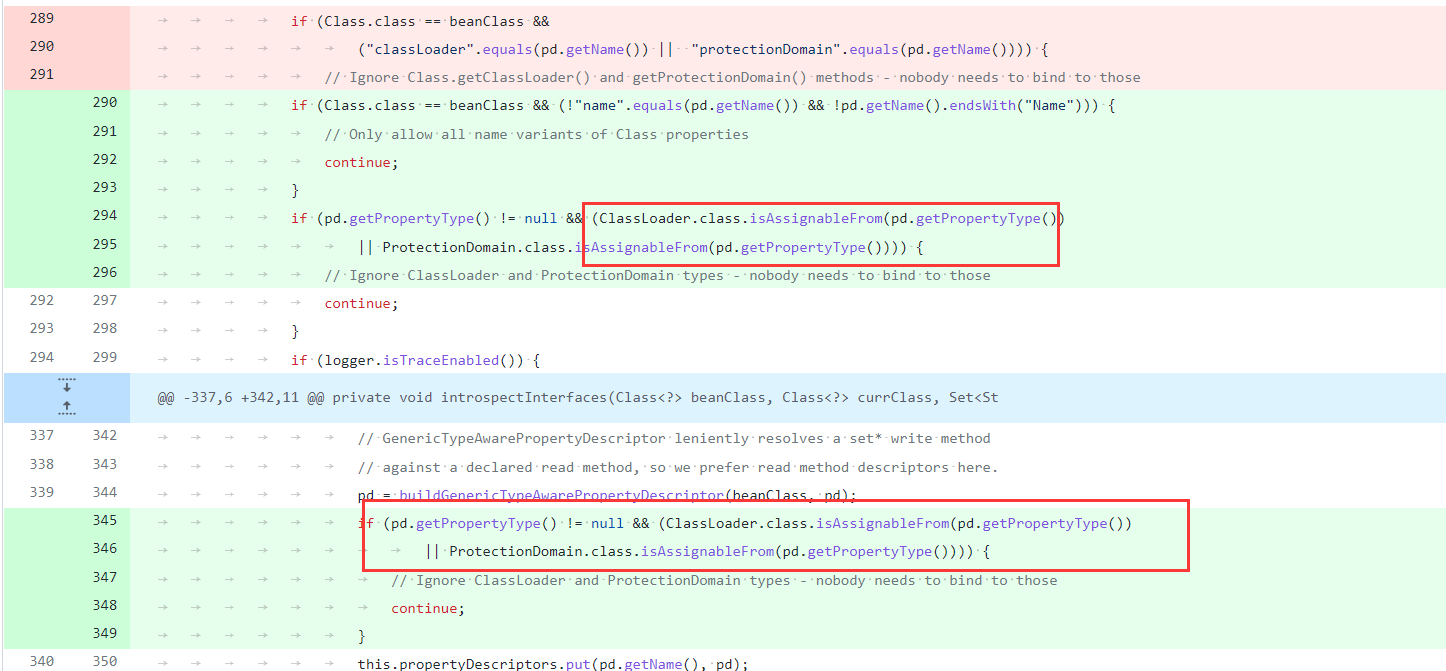 289 if (Class.class == beanClass &&
290 ("classLoader".equals(pd.getName()) || "protectionDomain".equals(pd.getName()))) {
291 // Ignore Class.getClassLoader() and getProtectionDomain() methods - nobody needs to bind to those
290 if (Class.class == beanClass && (!"name".equals(pd.getName()) && !pd.getName().endsWith("Name"))) {
291 // Only allow all name variants of Class properties
292 continue;
293 }
294 if (pd.getPropertyType() != null && (ClassLoader.class.isAssignableFrom(pd.getPropertyType())
295 || ProtectionDomain.class.isAssignableFrom(pd.getPropertyType()))) {
296 // Ignore ClassLoader and ProtectionDomain types - nobody needs to bind to those
292 297 continue;
293 298 }
294 299 if (logger.isTraceEnabled()) {
@@ -337,6 +342,11 @@ private void introspectInterfaces(Class<?> beanClass, Class<?> currClass, Set<St
337 342 // GenericTypeAwarePropertyDescriptor leniently resolves a set* write method
338 343 // against a declared read method, so we prefer read method descriptors here.
339 344 pd = buildGenericTypeAwarePropertyDescriptor(beanClass, pd);
345 if (pd.getPropertyType() != null && (ClassLoader.class.isAssignableFrom(pd.getPropertyType())
346 || ProtectionDomain.class.isAssignableFrom(pd.getPropertyType()))) {
347 // Ignore ClassLoader and ProtectionDomain types - nobody needs to bind to those
348 continue;
349 }
340 350 this.propertyDescriptors.put(pd.getName(), pd);